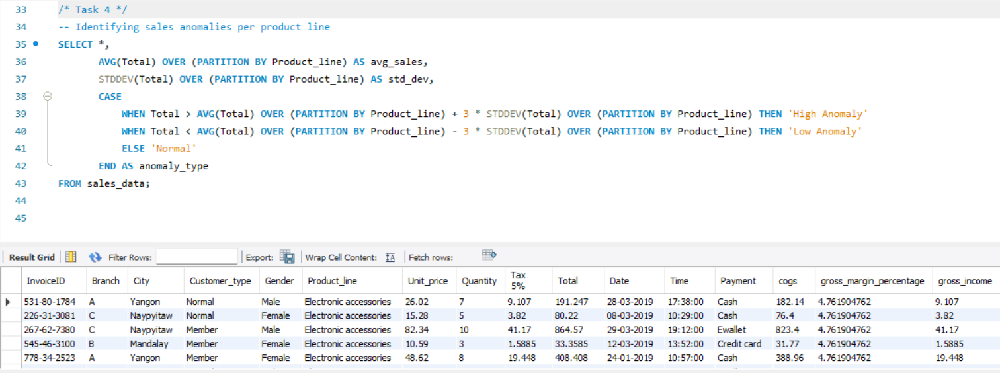 33 /* Task 4 */
34 -- Identifying sales anomalies per product line
35 SELECT *,
36 AVG(Total) OVER (PARTITION BY Product_line) AS avg_sales,
37 STDDEV(Total) OVER (PARTITION BY Product_line) AS std_dev,
38 CASE
39 WHEN Total > AVG(Total) OVER (PARTITION BY Product_line) + 3 * STDDEV(Total) OVER (PARTITION BY Product_line) THEN 'High Anomaly'
40 WHEN Total < AVG(Total) OVER (PARTITION BY Product_line) - 3 * STDDEV(Total) OVER (PARTITION BY Product_line) THEN 'Low Anomaly'
41 ELSE 'Normal'
42 END AS anomaly_type
43 FROM sales_data;
44
45
Result Grid Filter Rows: Export: Wrap Cell Content: IA Fetch rows:
InvoiceID Branch City Customer_type Gender Product_line Unit_price Quantity Tax 5% Total Date Time Payment cogs gross_margin_percentage gross_income
531-80-1784 A Yangon Normal Male Electronic accessories 26.02 7 9.107 191.247 28-03-2019 17:38:00 Cash 182.14 4.761904762 9.107
226-31-3081 C Naypyitaw Normal Female Electronic accessories 15.28 5 3.82 80.22 08-03-2019 10:29:00 Cash 76.4 4.761904762 3.82
267-62-7380 C Naypyitaw Member Male Electronic accessories 82.34 10 41.17 864.57 29-03-2019 19:12:00 Ewallet 823.4 4.761904762 41.17
545-46-3100 B Mandalay Member Female Electronic accessories 10.59 3 1.5885 33.3585 12-03-2019 13:52:00 Credit card 31.77 4.761904762 1.5885
778-34-2523 A Yangon Member Female Electronic accessories 48.62 8 19.448 408.408 24-01-2019 10:57:00 Cash 388.96 4.761904762 19.448